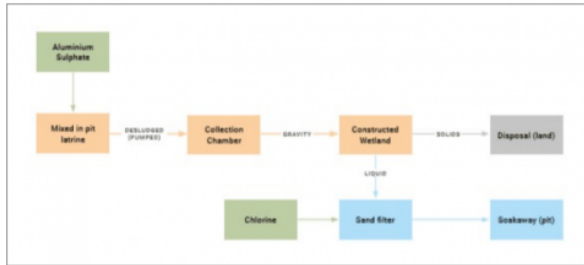 Aluminium
Sulphate
Mixed in pit
latrine
DESLUDGED
(PUMPED)
Collection
Chamber
GRAVITY
Constructed
Wetland
SOLIDS
Disposal (land)
LIQUID
Chlorine
Sand filter
Soakaway (pit)